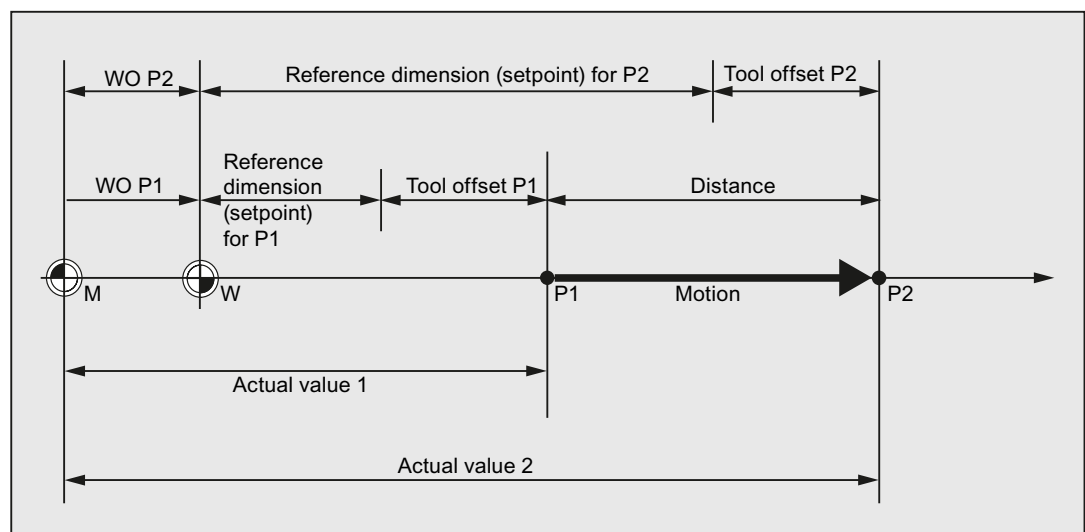 WO P2
Reference dimension (setpoint) for P2
Tool offset P2
WO P1
Reference
dimension
(setpoint)
for P1
Tool offset P1
Distance
M
W
P1
Motion
P2
Actual value 1
Actual value 2